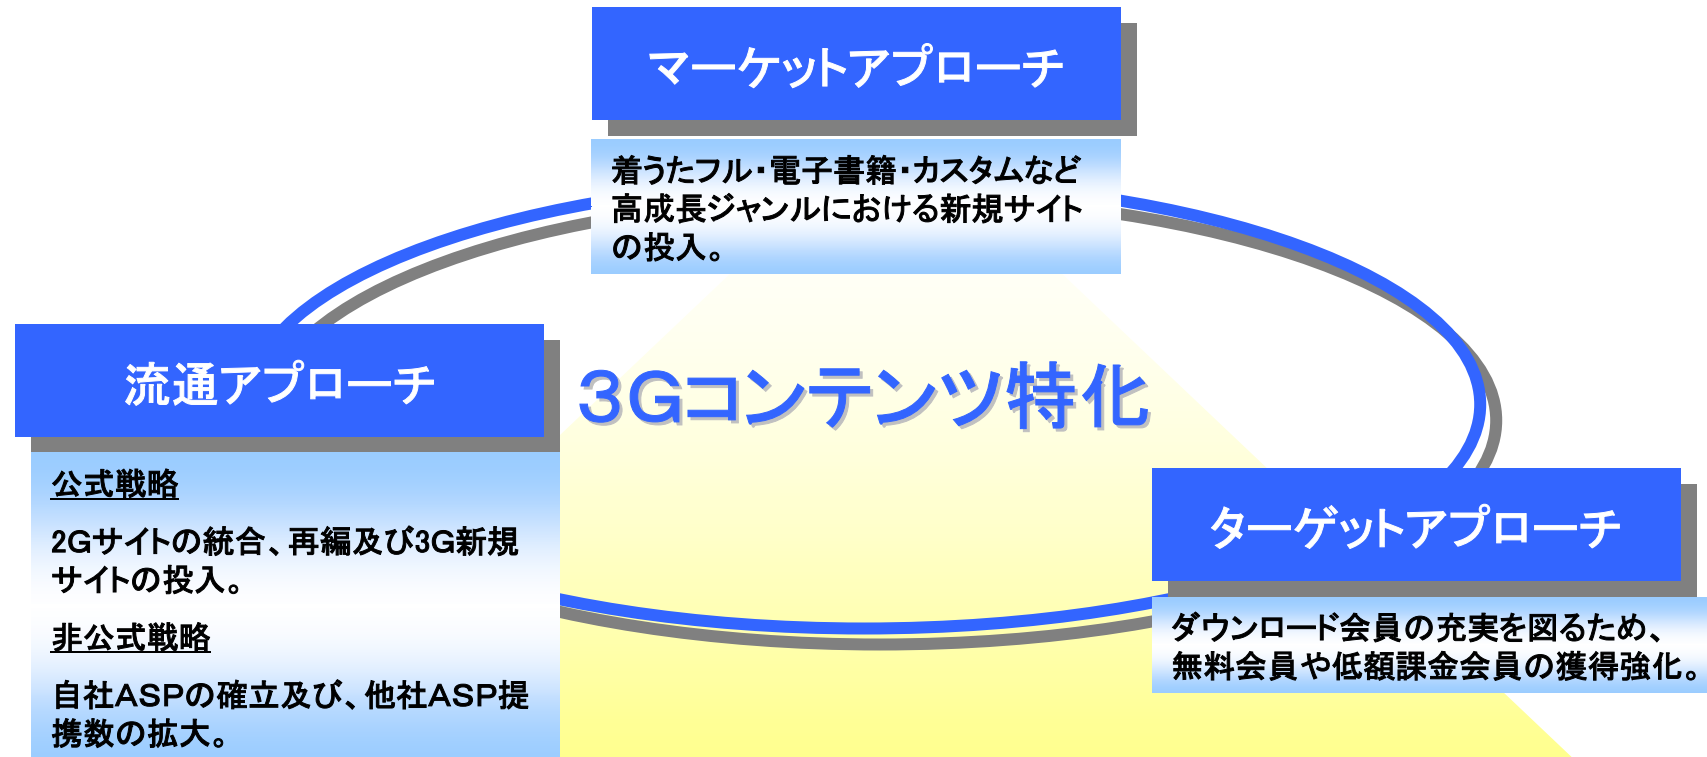 マーケットアプローチ
着うたフル・電子書籍・カスタムなど
高成長ジャンルにおける新規サイト
の投入。
流通アプローチ
3Gコンテンツ特化
公式戦略
2Gサイトの統合、再編及び3G新規
サイトの投入。
非公式戦略
自社ASPの確立及び、他社ASP提
携数の拡大。
ターゲットアプローチ
ダウンロード会員の充実を図るため、
無料会員や低額課金会員の獲得強化。